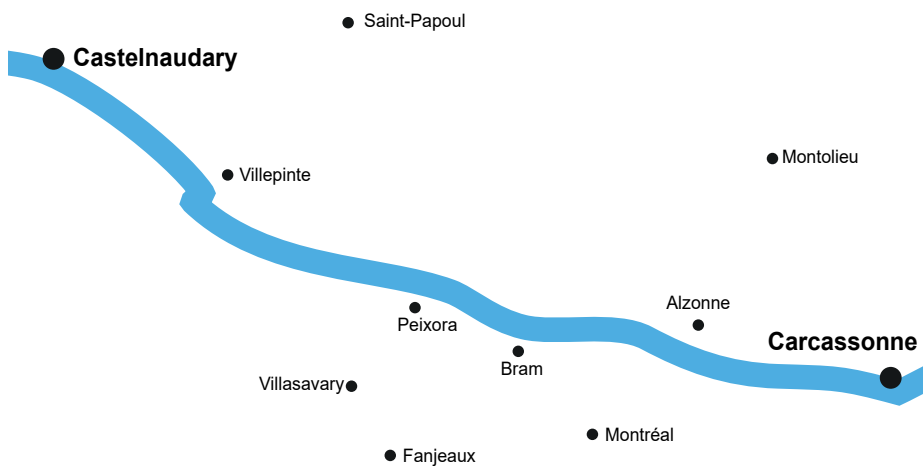 Saint-Papoul
Castelnaudary
Montolieu
Villepinte
Alzonne
Peixora
Carcassonne
Bram
Villasavary
Montréal
Fanjeaux